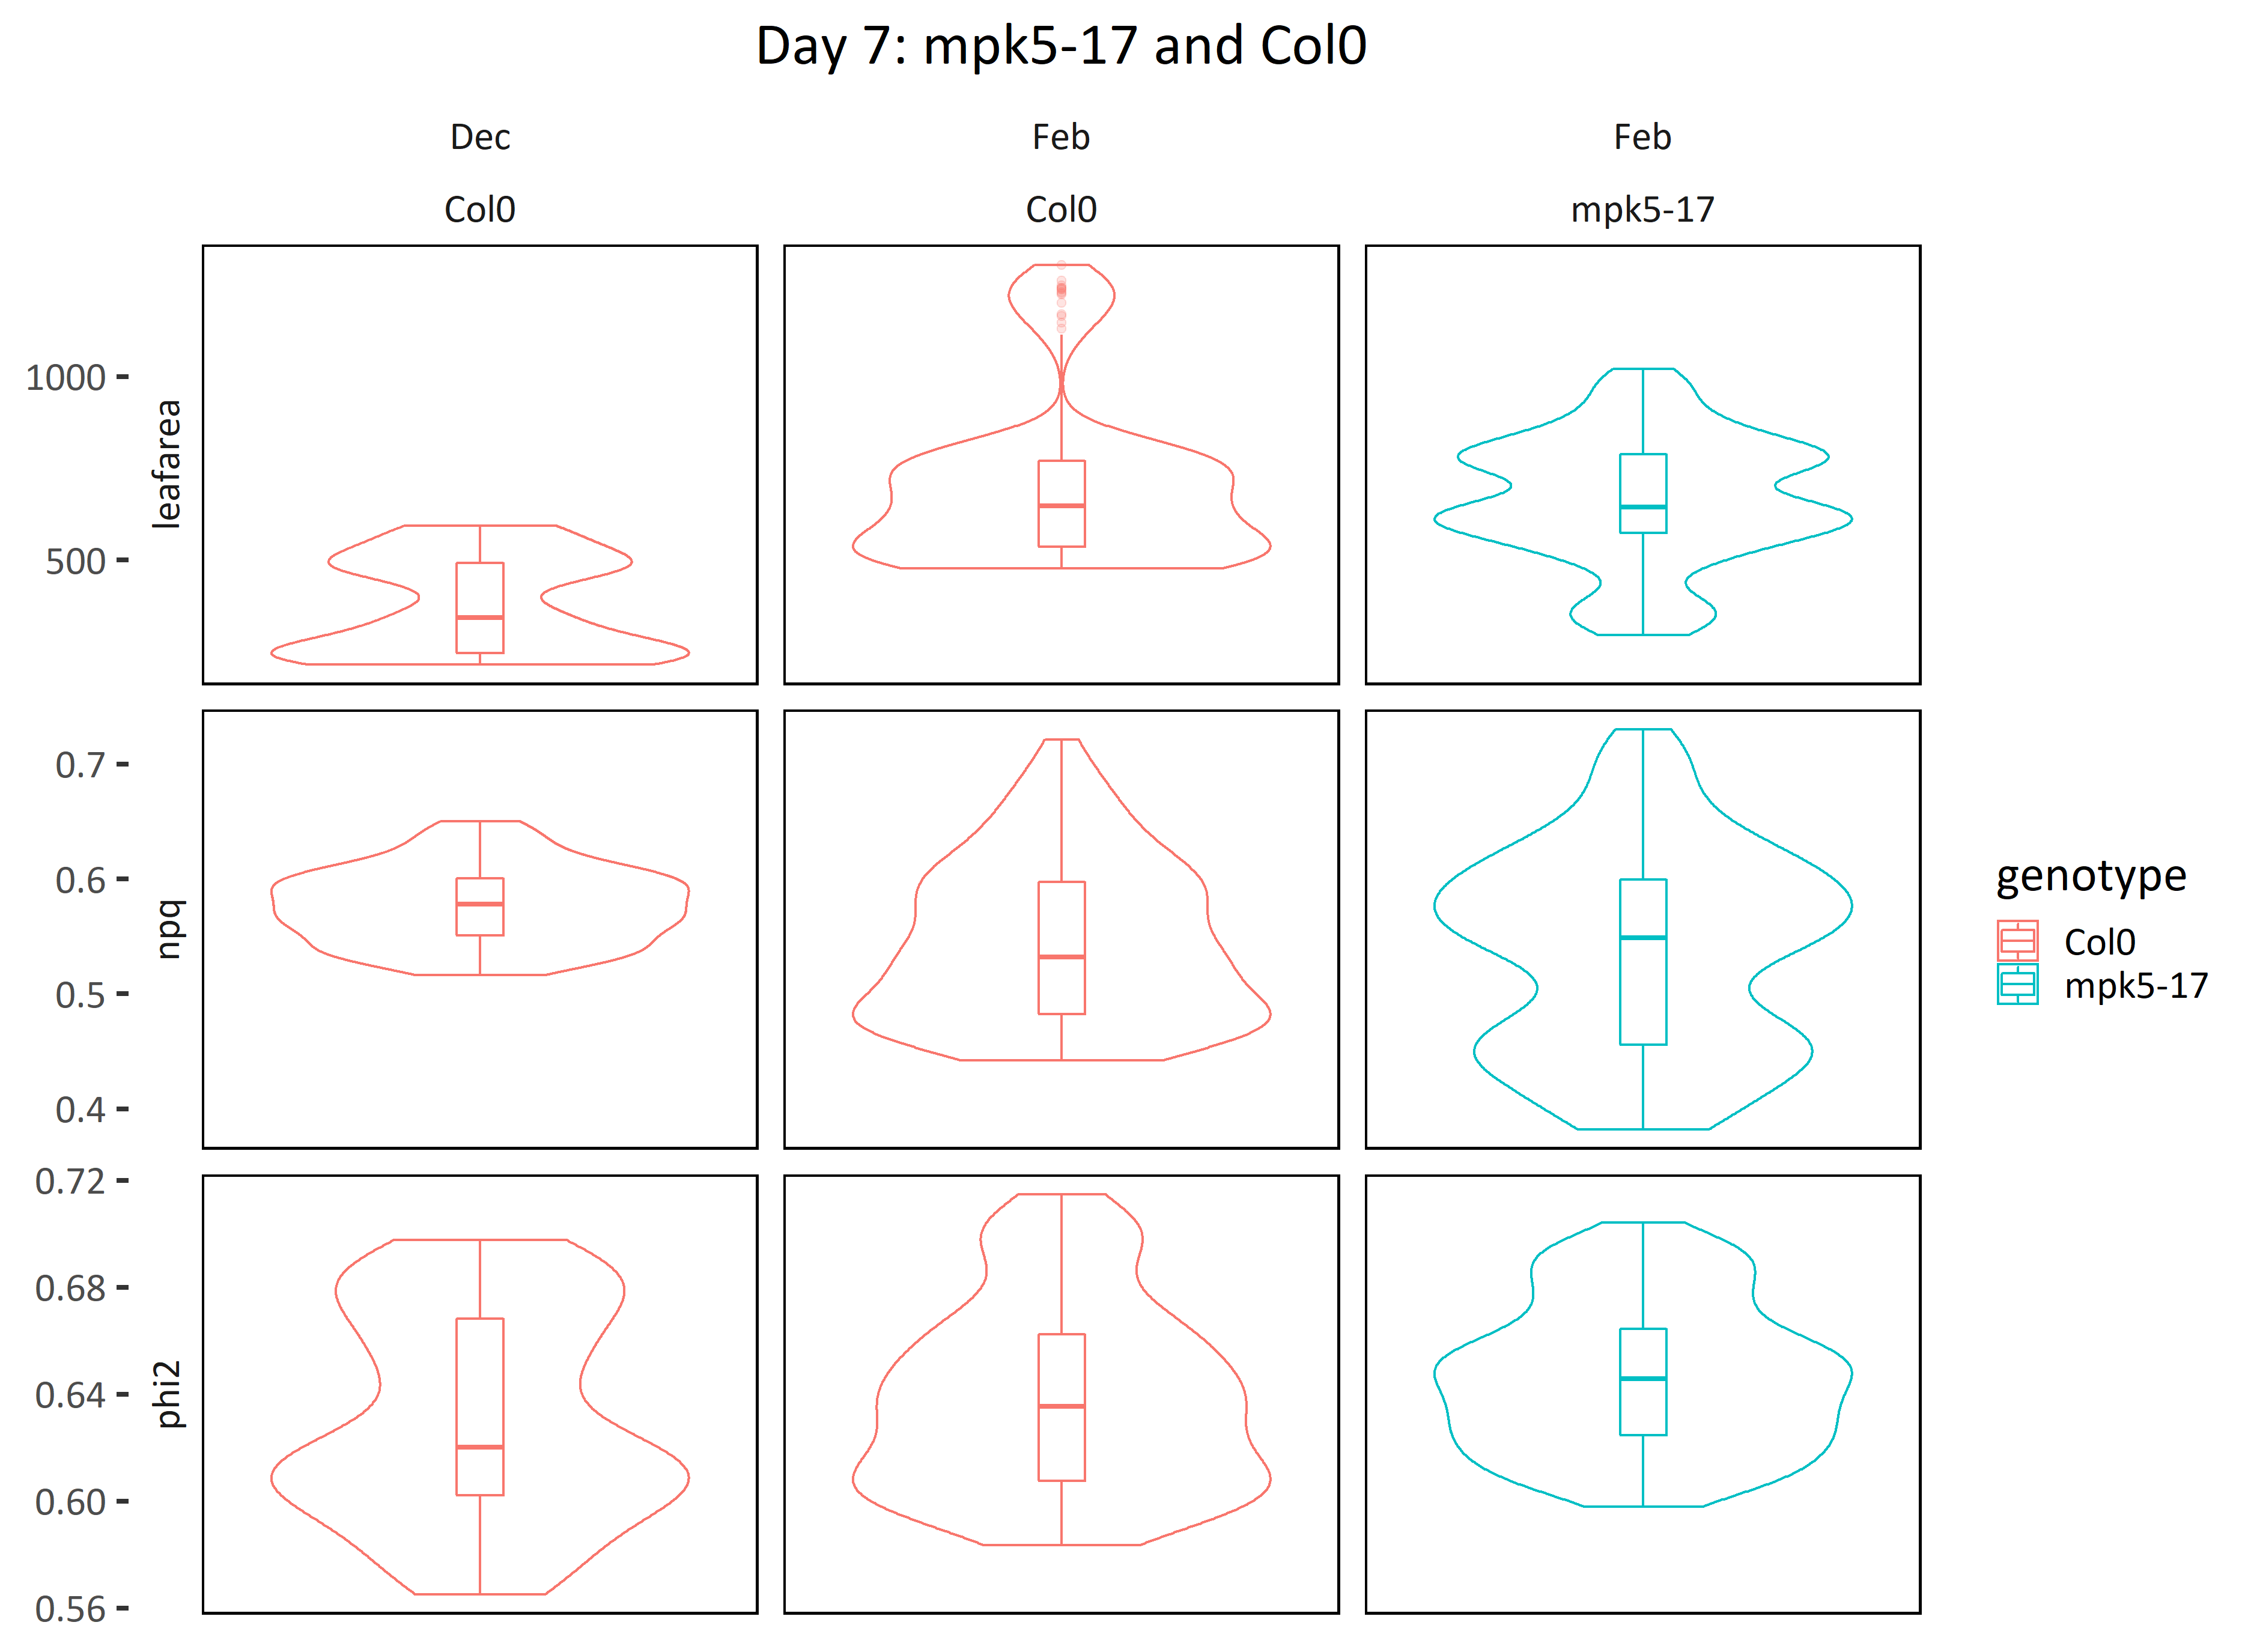 Day 7: mpk5-17 and Col0
Dec
Feb
Feb
Col0
Col0
mpk5-17
1000
500
leafarea
0.7
0.6
0.5
0.4
npq
0.72
0.68
0.64
0.60
0.56
phi2
genotype
Col0
mpk5-17